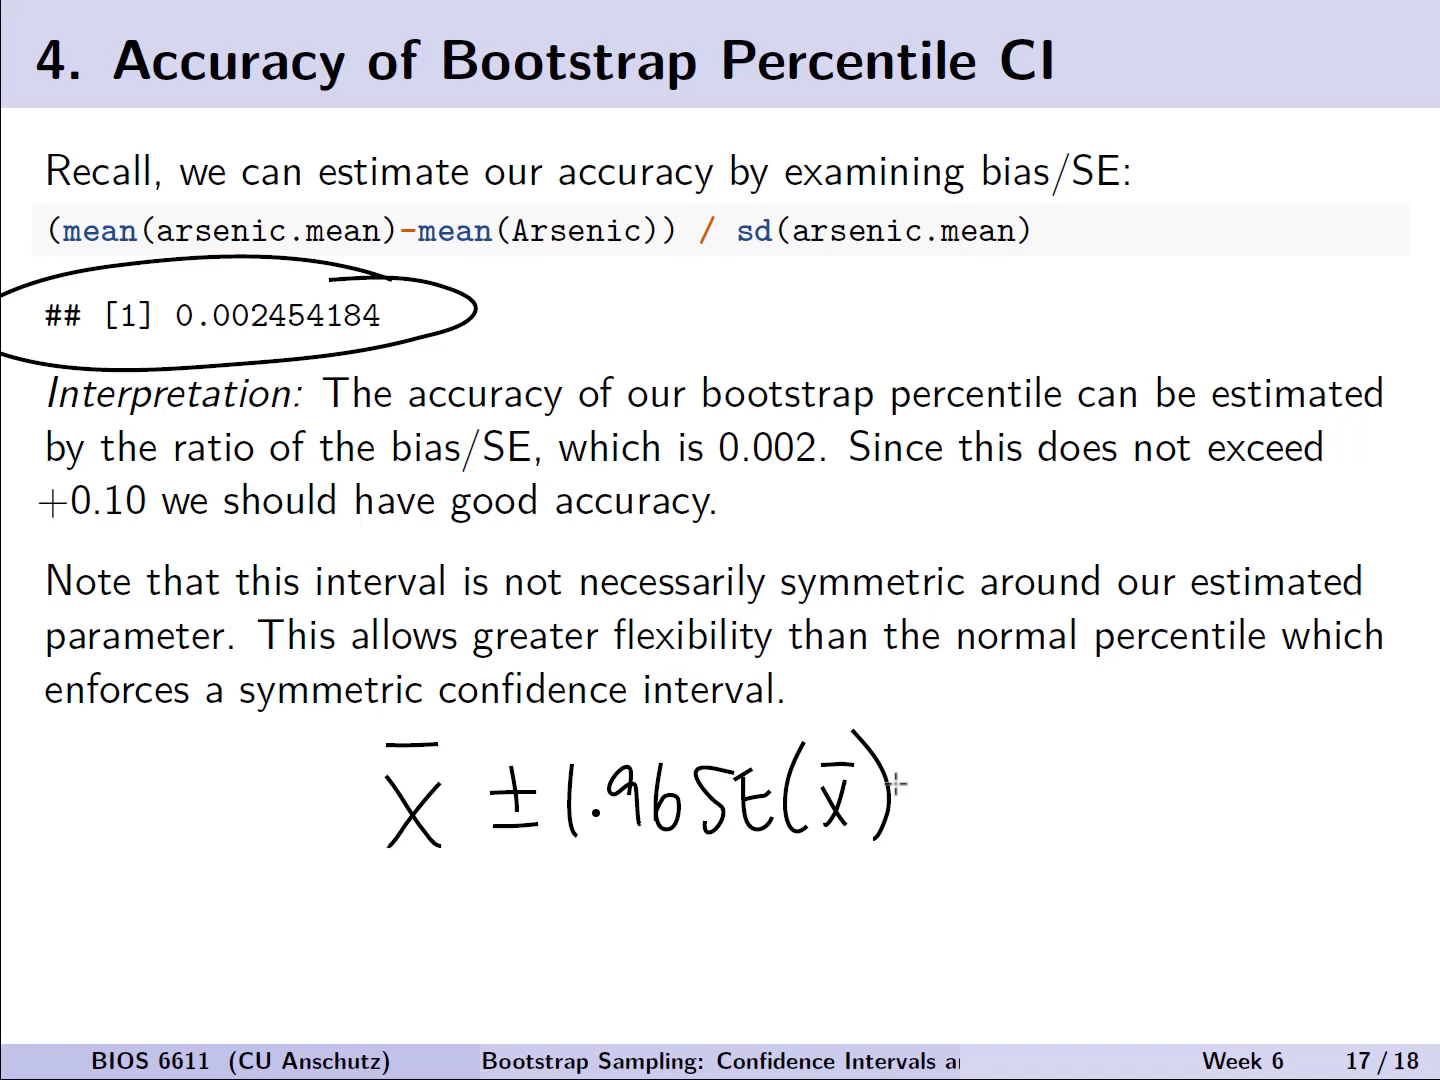 4. Accuracy of Bootstrap Percentile CI
Recall, we can estimate our accuracy by examining bias/SE:
(mean(arsenic.mean)-mean(Arsenic)) / sd(arsenic.mean)
## [1] 0.002454184
Interpretation: The accuracy of our bootstrap percentile can be estimated
by the ratio of the bias/SE, which is 0.002. Since this does not exceed
+0.10 we should have good accuracy.
Note that this interval is not necessarily symmetric around our estimated
parameter. This allows greater flexibility than the normal percentile which
enforces a symmetric confidence interval.
X̄ ± 1.96 SE(X̄)
BIOS 6611 (CU Anschutz) Bootstrap Sampling: Confidence Intervals Week 6 17 / 18